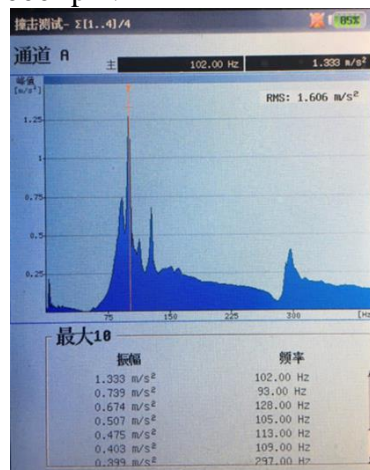 撞击测试- Σ[1..4]/4
85%
通道 A
主 102.00 Hz 1.333 m/s²
峰值
[m/s²]
RMS: 1.606 m/s²
1.25
1
0.75
0.5
0.25
75 150 225 300 [Hz
最大10
振幅 频率
1.333 m/s² 102.00 Hz
0.739 m/s² 93.00 Hz
0.674 m/s² 128.00 Hz
0.507 m/s² 105.00 Hz
0.475 m/s² 113.00 Hz
0.403 m/s² 109.00 Hz
0.399 m/s² 297.00 Hz